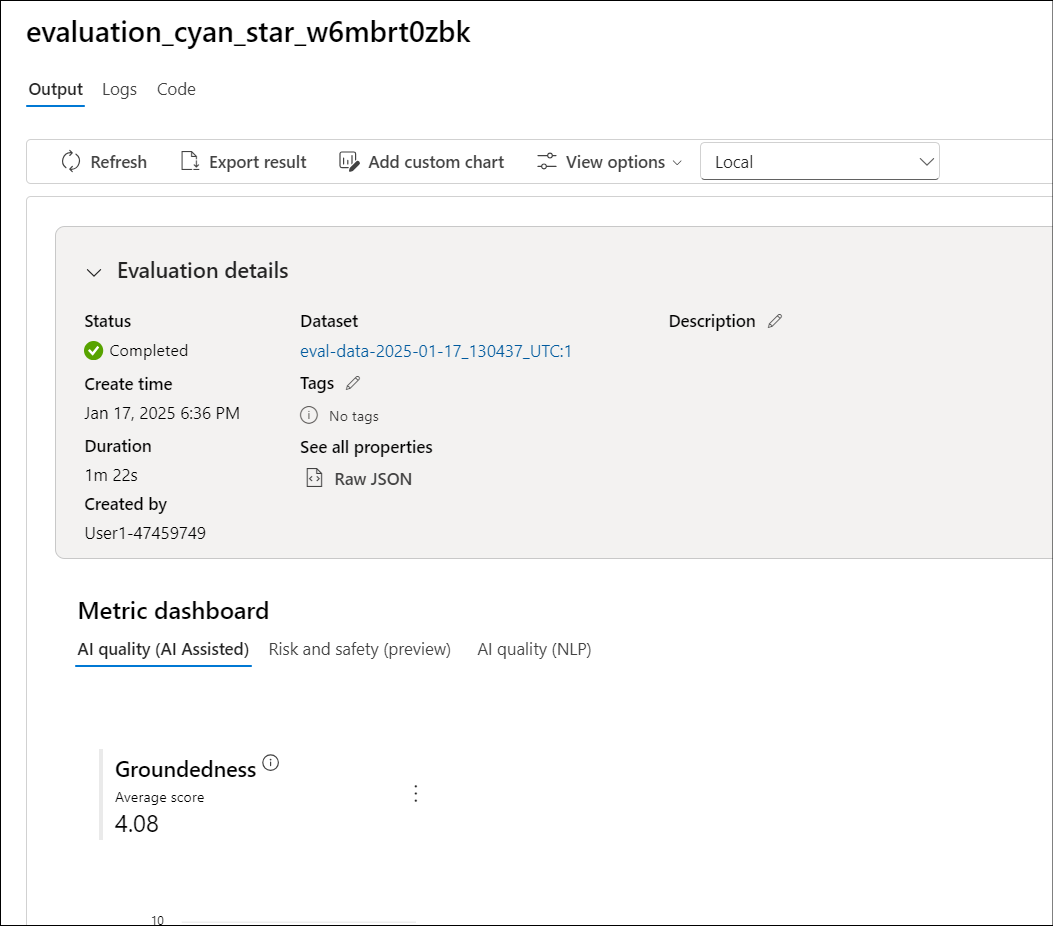 evaluation_cyan_star_w6mbrt0zbk
Output Logs Code
Refresh Export result Add custom chart View options Local
Evaluation details
Status
Completed
Create time
Jan 17, 2025 6:36 PM
Duration
1m 22s
Created by
User1-47459749
Dataset
eval-data-2025-01-17_130437_UTC:1
Tags
No tags
See all properties
Raw JSON
Description
Metric dashboard
AI quality (AI Assisted) Risk and safety (preview) AI quality (NLP)
Groundedness
Average score
4.08
10